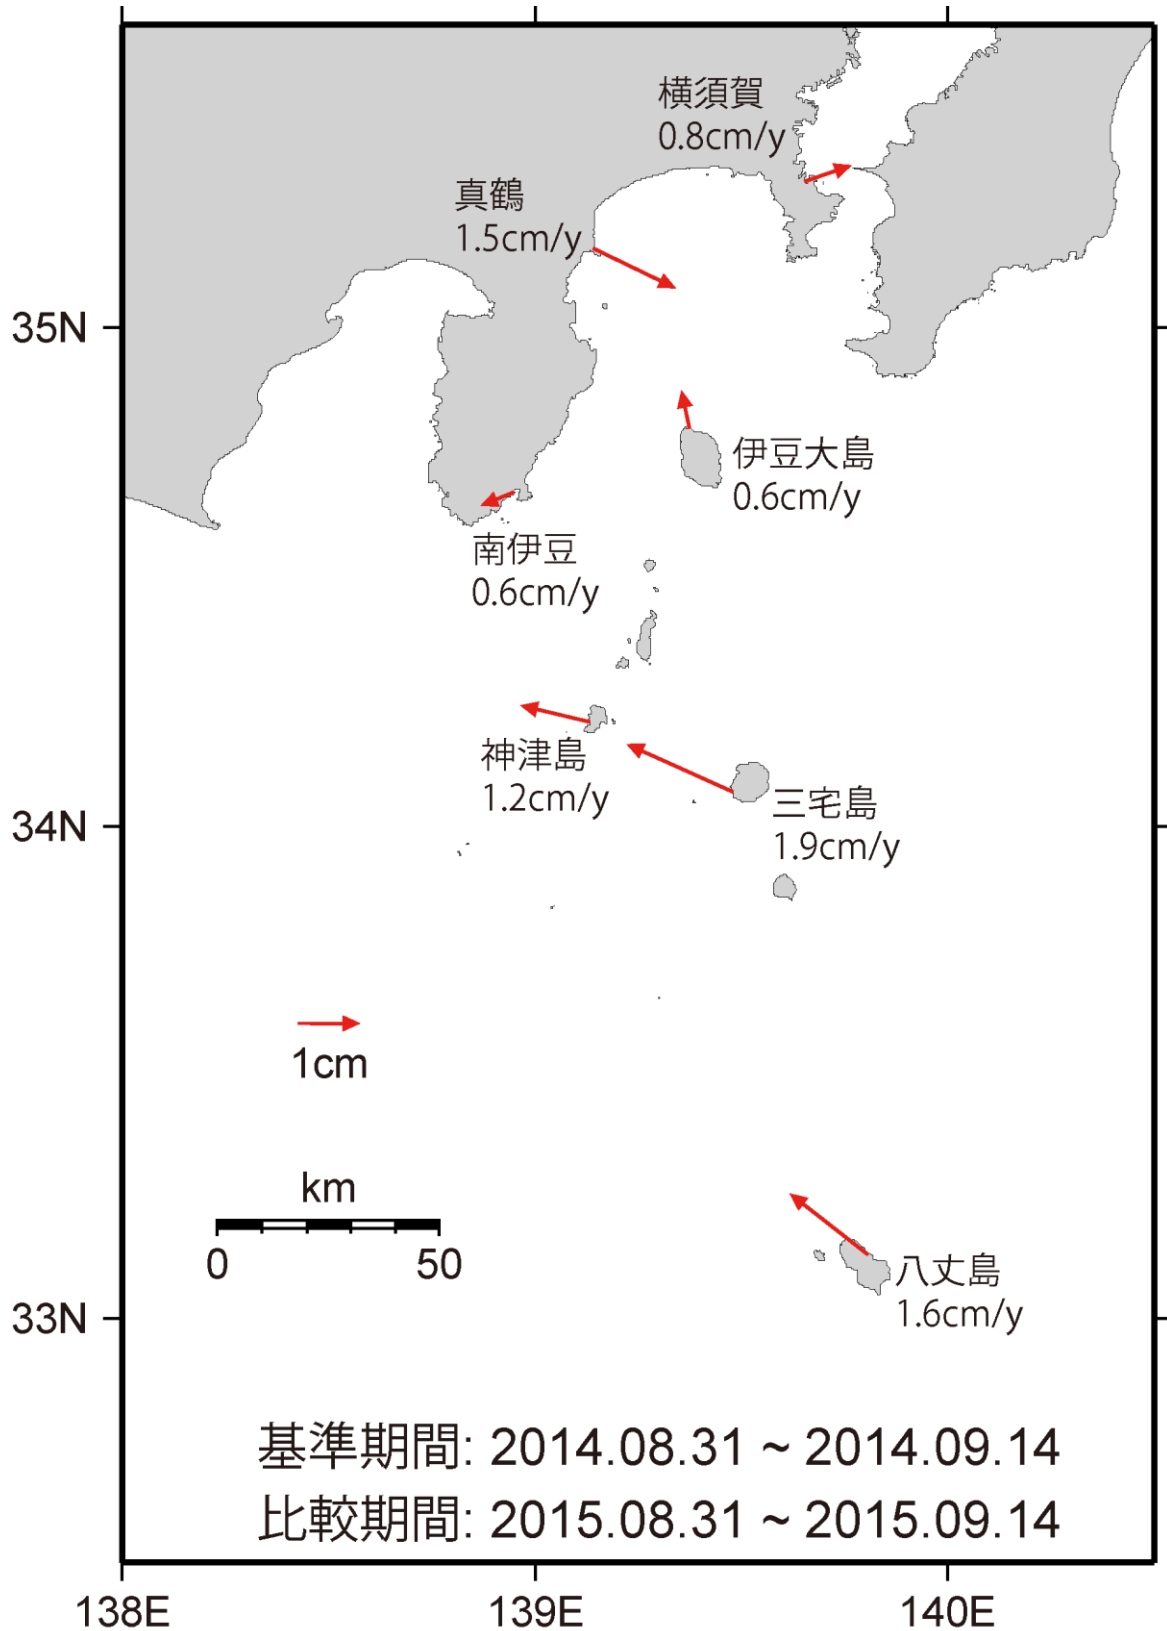 横須賀
0.8cm/y
真鶴
1.5cm/y
35N
伊豆大島
0.6cm/y
南伊豆
0.6cm/y
神津島
1.2cm/y
三宅島
1.9cm/y
34N
1cm
km
0 50
八丈島
1.6cm/y
33N
基準期間: 2014.08.31 ~ 2014.09.14
比較期間: 2015.08.31 ~ 2015.09.14
138E 139E 140E